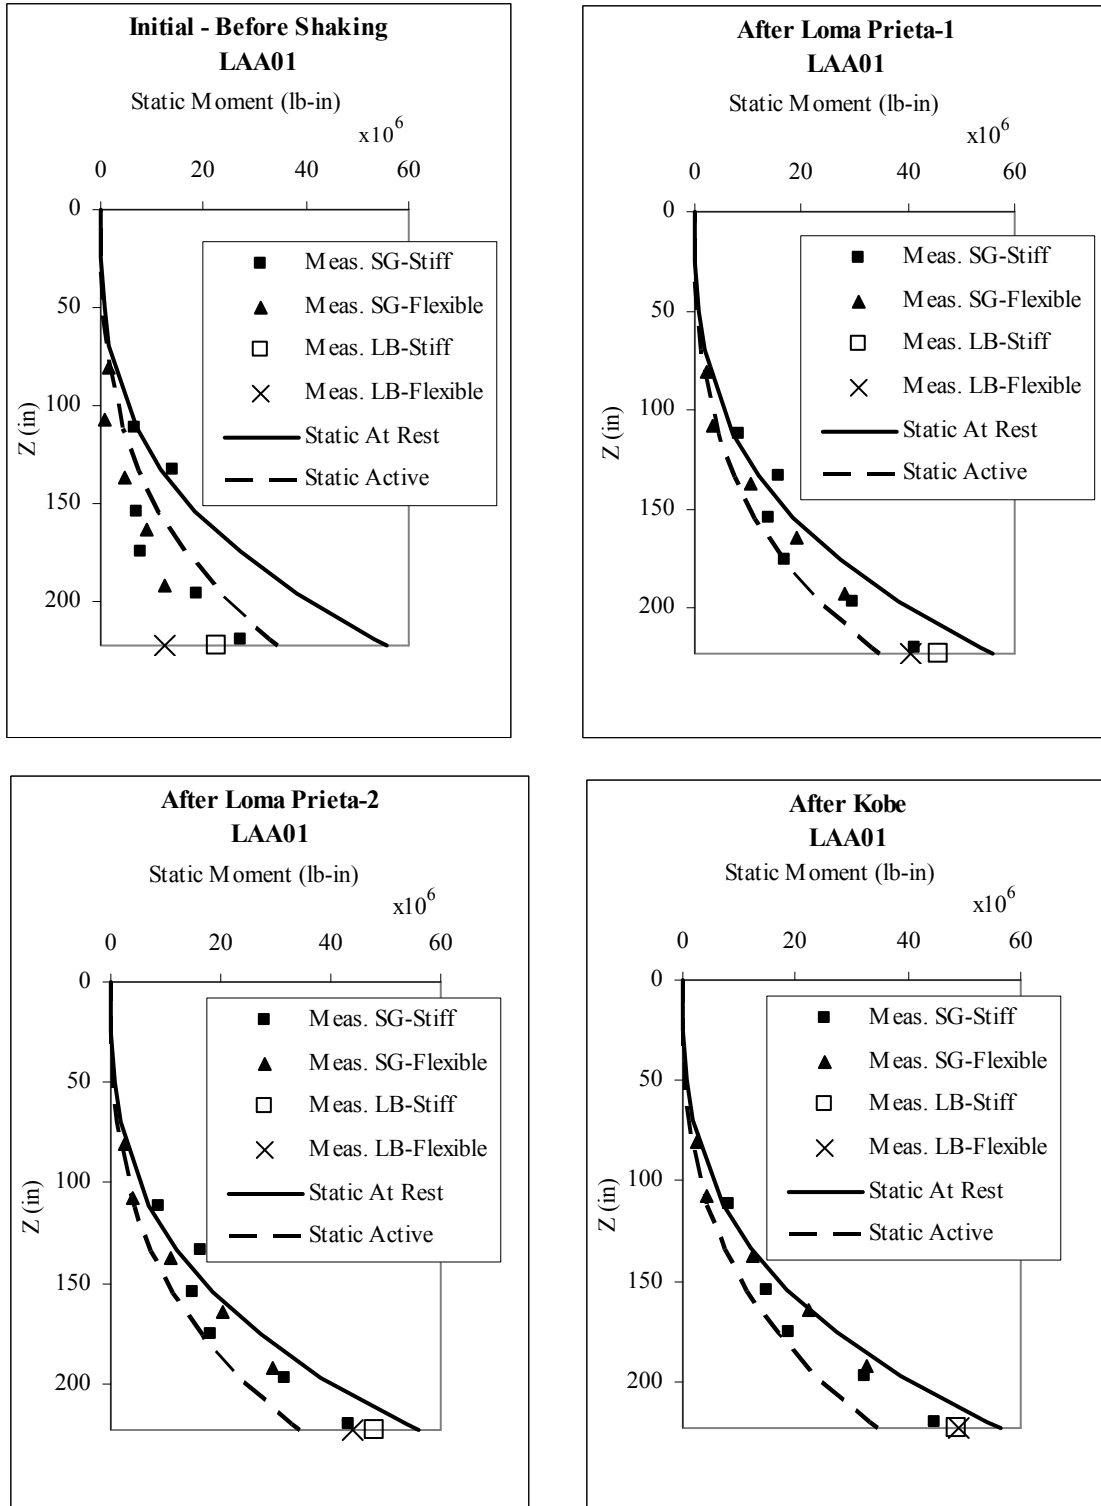 Initial - Before Shaking
LAA01
Static Moment (lb-in)
x10^6
0 20 40 60
0
50
100
150
200
Z (in)
Meas. SG-Stiff
Meas. SG-Flexible
Meas. LB-Stiff
Meas. LB-Flexible
Static At Rest
Static Active
After Loma Prieta-1
LAA01
Static Moment (lb-in)
x10^6
0 20 40 60
0
50
100
150
200
Z (in)
Meas. SG-Stiff
Meas. SG-Flexible
Meas. LB-Stiff
Meas. LB-Flexible
Static At Rest
Static Active
After Loma Prieta-2
LAA01
Static Moment (lb-in)
x10^6
0 20 40 60
0
50
100
150
200
Z (in)
Meas. SG-Stiff
Meas. SG-Flexible
Meas. LB-Stiff
Meas. LB-Flexible
Static At Rest
Static Active
After Kobe
LAA01
Static Moment (lb-in)
x10^6
0 20 40 60
0
50
100
150
200
Z (in)
Meas. SG-Stiff
Meas. SG-Flexible
Meas. LB-Stiff
Meas. LB-Flexible
Static At Rest
Static Active